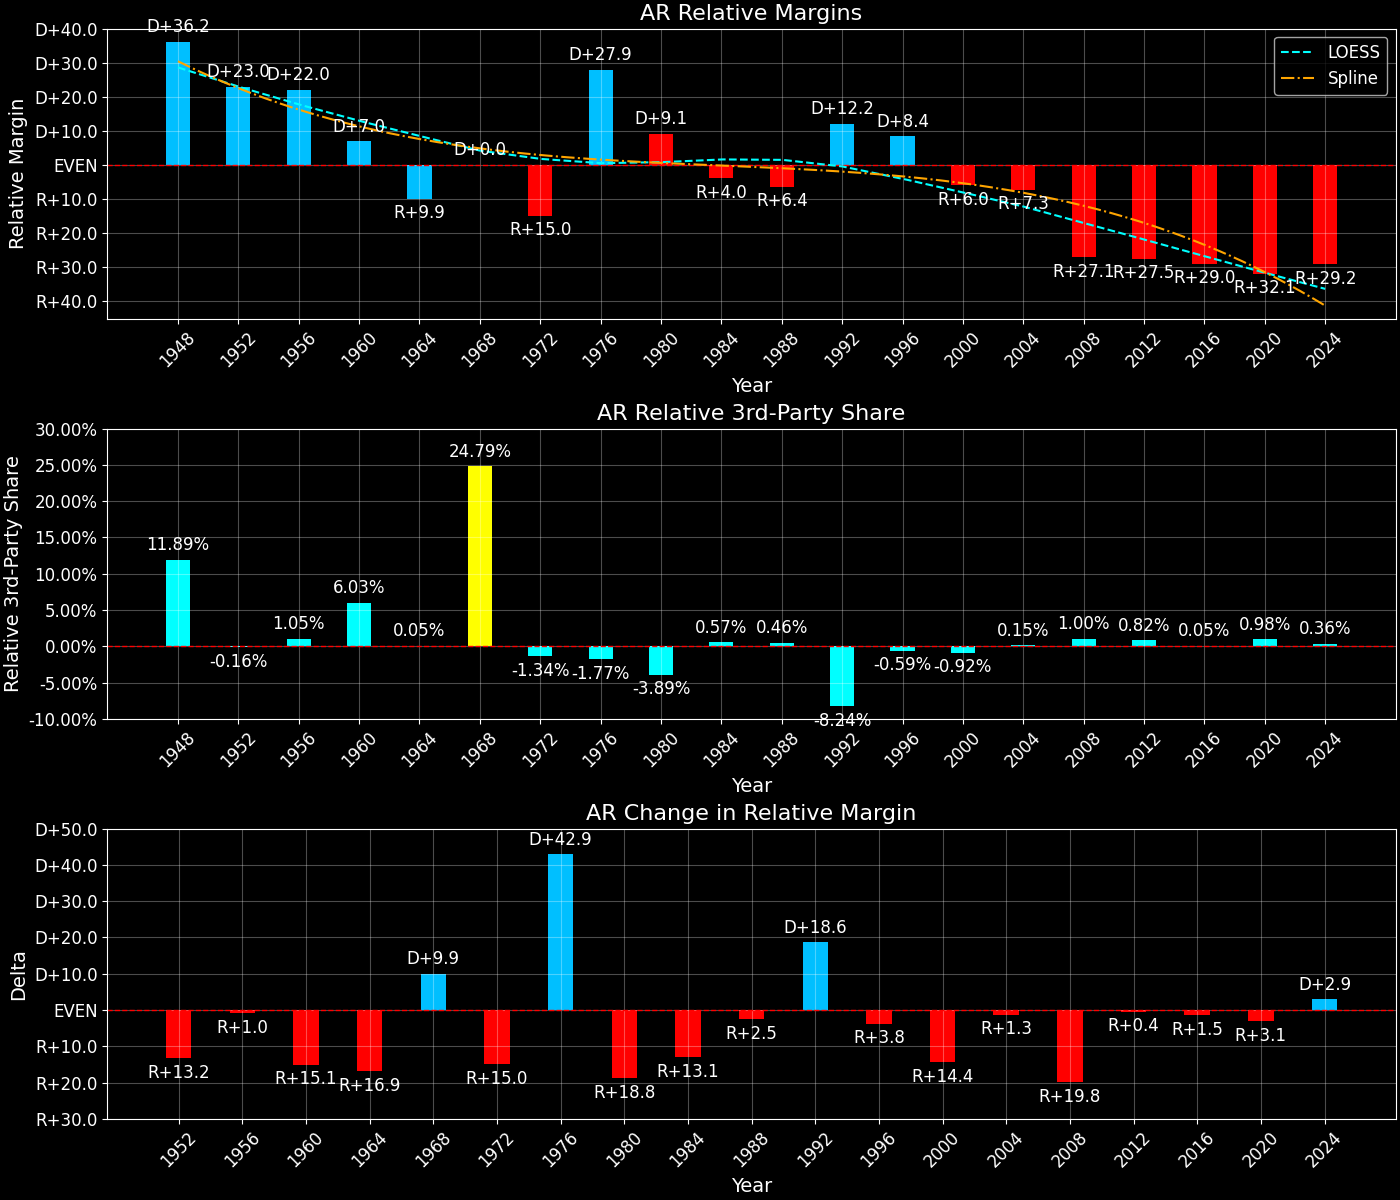 AR Relative Margins
Relative Margin
D+40.0
D+30.0
D+20.0
D+10.0
EVEN
R+10.0
R+20.0
R+30.0
R+40.0
D+36.2
D+23.0
D+22.0
D+7.0
R+9.9
D+0.0
R+15.0
D+27.9
D+9.1
R+4.0
R+6.4
D+12.2
D+8.4
R+6.0
R+7.3
R+27.1
R+27.5
R+29.0
R+32.1
R+29.2
LOESS
Spline
1948 1952 1956 1960 1964 1968 1972 1976 1980 1984 1988 1992 1996 2000 2004 2008 2012 2016 2020 2024
Year
AR Relative 3rd-Party Share
Relative 3rd-Party Share
30.00%
25.00%
20.00%
15.00%
10.00%
5.00%
0.00%
-5.00%
-10.00%
11.89%
-0.16%
1.05%
6.03%
0.05%
24.79%
-1.34%
-1.77%
-3.89%
0.57%
0.46%
-8.24%
-0.59%
-0.92%
0.15%
1.00%
0.82%
0.05%
0.98%
0.36%
1948 1952 1956 1960 1964 1968 1972 1976 1980 1984 1988 1992 1996 2000 2004 2008 2012 2016 2020 2024
Year
AR Change in Relative Margin
Delta
D+50.0
D+40.0
D+30.0
D+20.0
D+10.0
EVEN
R+10.0
R+20.0
R+30.0
R+13.2
R+1.0
R+15.1
R+16.9
D+9.9
R+15.0
D+42.9
R+18.8
R+13.1
R+2.5
D+18.6
R+3.8
R+14.4
R+1.3
R+19.8
R+0.4
R+1.5
R+3.1
D+2.9
1952 1956 1960 1964 1968 1972 1976 1980 1984 1988 1992 1996 2000 2004 2008 2012 2016 2020 2024
Year